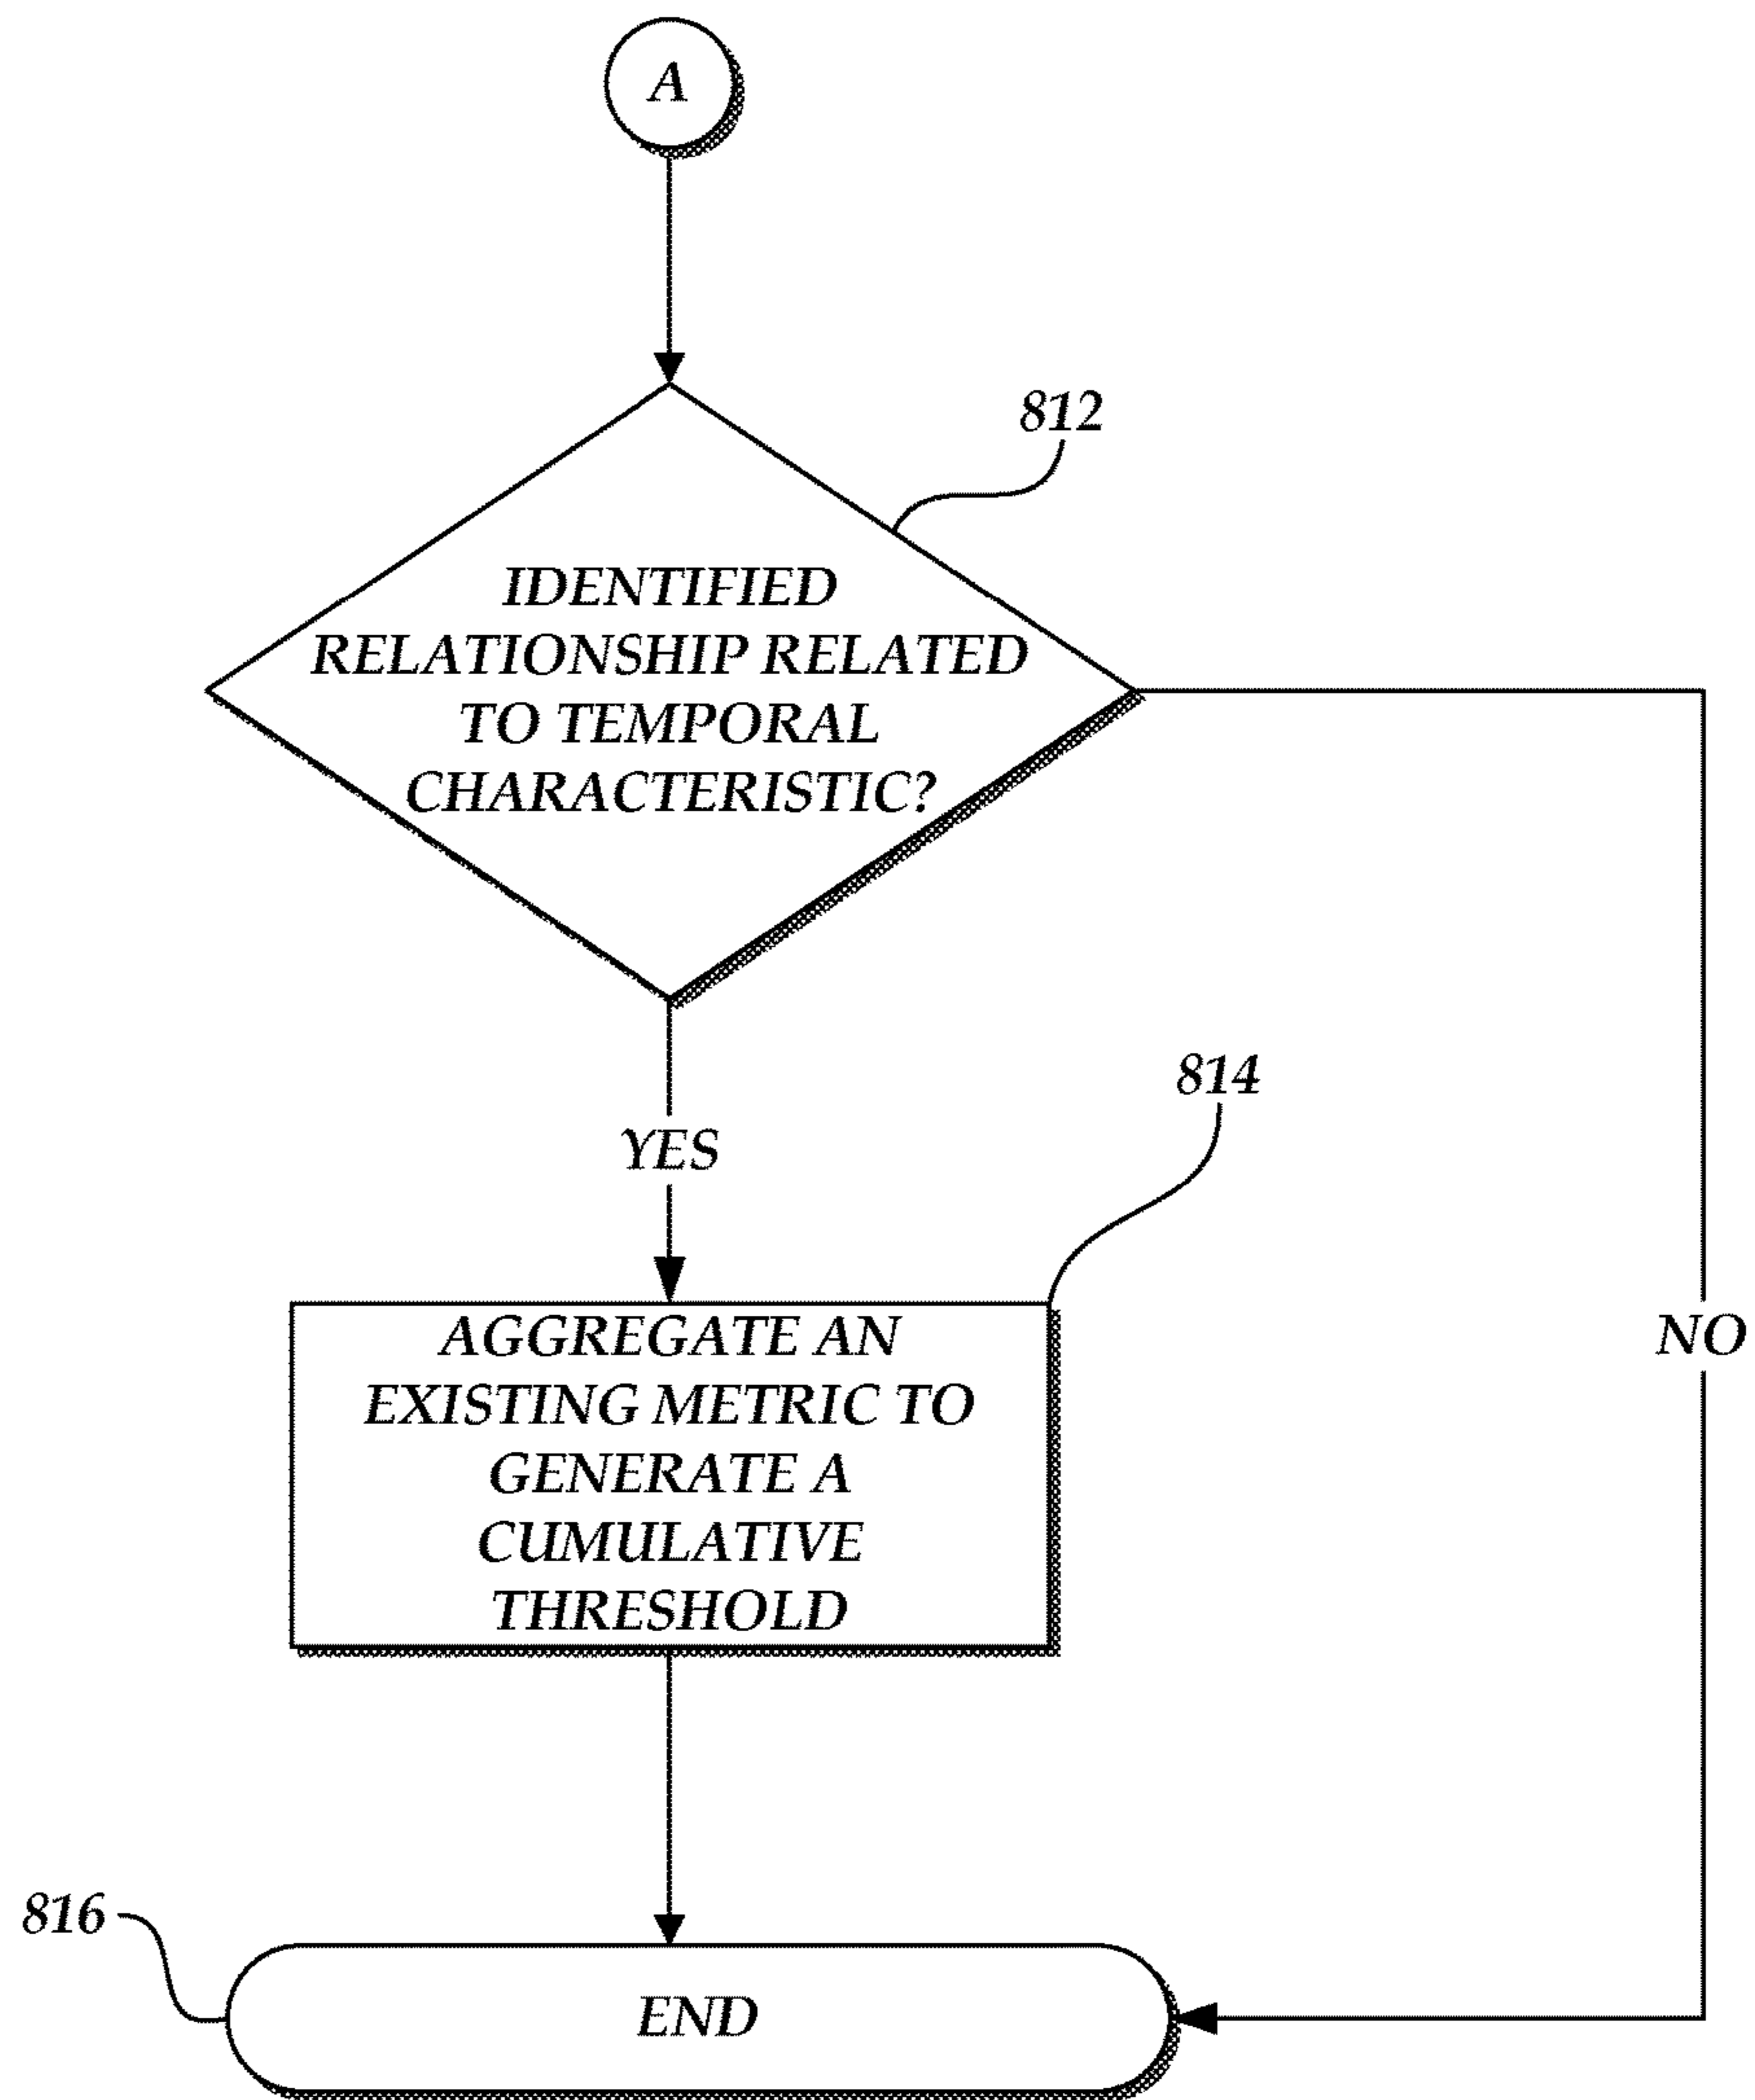 A
812
IDENTIFIED
RELATIONSHIP RELATED
TO TEMPORAL
CHARACTERISTIC?
814
YES
NO
AGGREGATE AN
EXISTING METRIC TO
GENERATE A
CUMULATIVE
THRESHOLD
816
END